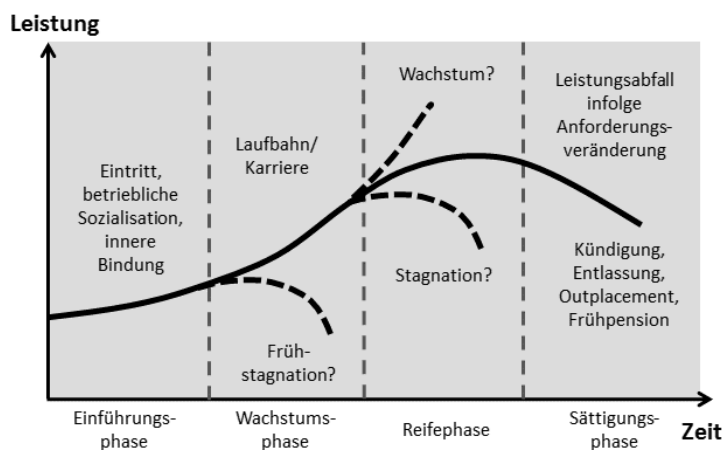 Leistung
Eintritt,
betriebliche
Sozialisation,
innere
Bindung
Laufbahn/
Karriere
Früh-
stagnation?
Wachstum?
Stagnation?
Leistungsabfall
infolge
Anforderungs-
veränderung
Kündigung,
Entlassung,
Outplacement,
Frühpension
Einführungs-
phase
Wachstums-
phase
Reifephase
Sättigungs-
phase
Zeit